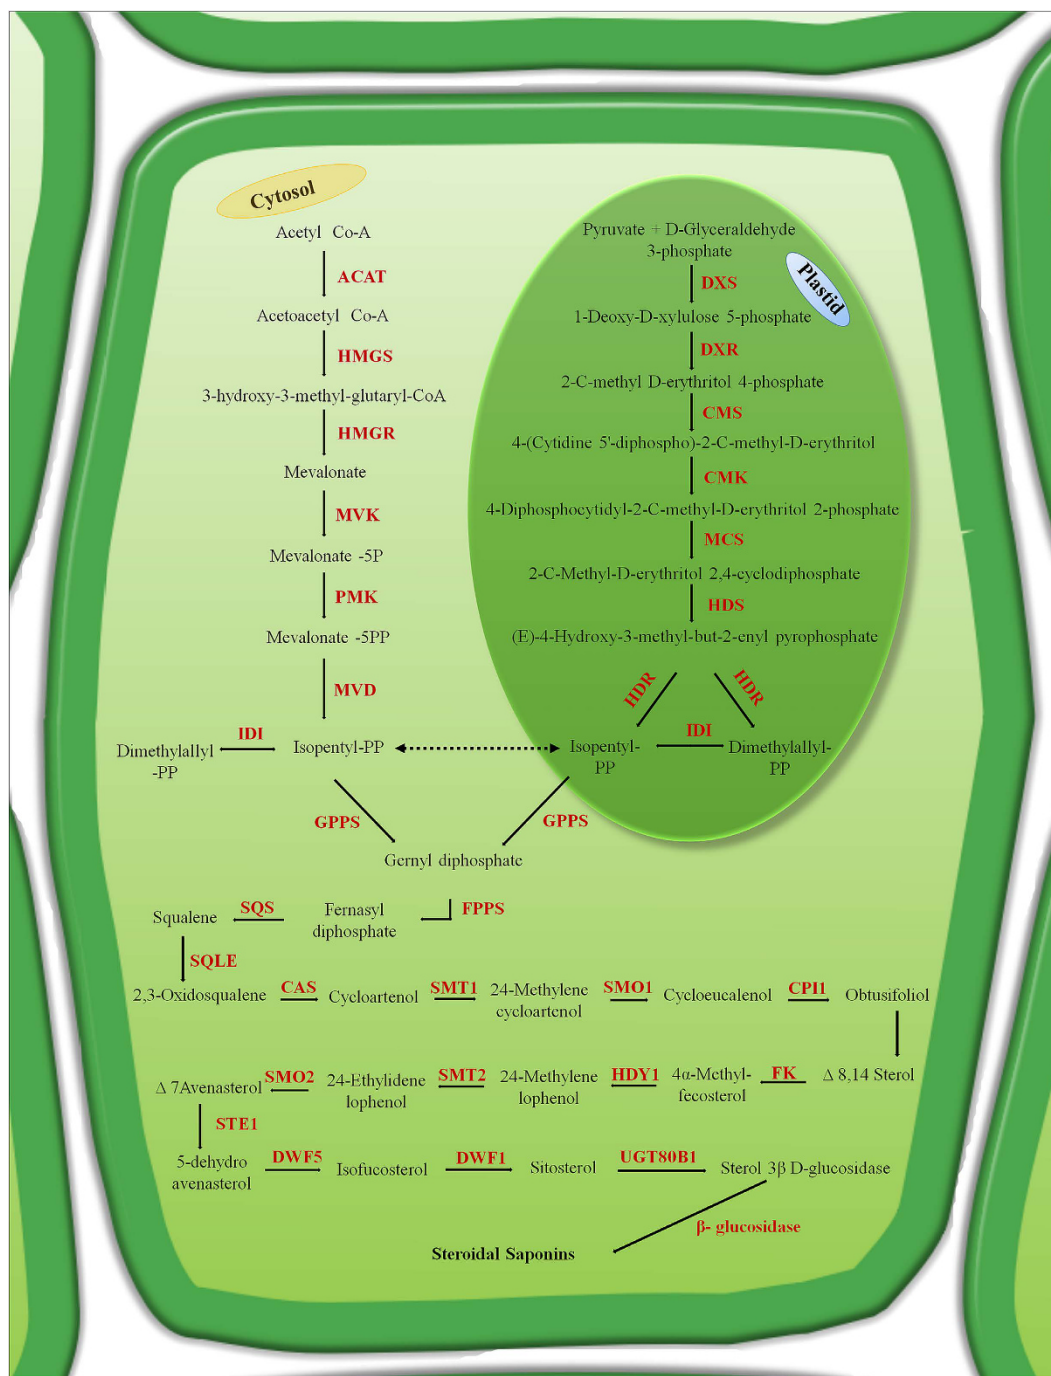 Cytosol
Acetyl Co-A
ACAT
Acetoacetyl Co-A
HMGS
3-hydroxy-3-methyl-glutaryl-CoA
HMGR
Mevalonate
MVK
Mevalonate -5P
PMK
Mevalonate -5PP
MVD
Dimethylallyl
-PP
IDI
Isopentyl-PP
Plastid
Pyruvate + D-Glyceraldehyde
3-phosphate
DXS
1-Deoxy-D-xylulose 5-phosphate
DXR
2-C-methyl D-erythritol 4-phosphate
CMS
4-(Cytidine 5'-diphospho)-2-C-methyl-D-erythritol
CMK
4-Diphosphocytidyl-2-C-methyl-D-erythritol 2-phosphate
MCS
2-C-Methyl-D-erythritol 2,4-cyclodiphosphate
HDS
(E)-4-Hydroxy-3-methyl-but-2-enyl pyrophosphate
HDR
HDR
Isopentyl-
PP
IDI
Dimethylallyl-
PP
GPPS
GPPS
Gernyl diphosphate
FPPS
Fernasyl
diphosphate
SQS
Squalene
SQLE
2,3-Oxidosqualene
CAS
Cycloartenol
SMT1
24-Methylene
cycloartenol
SMO1
Cycloeucalenol
CPI1
Obtusifoliol
Δ 8,14 Sterol
FK
4α-Methyl-
fecosterol
HDY1
24-Methylene
lophenol
SMT2
24-Ethylidene
lophenol
SMO2
Δ 7Avenasterol
STE1
5-dehydro
avenasterol
DWF5
Isofucosterol
DWF1
Sitosterol
UGT80B1
Sterol 3β D-glucosidase
β- glucosidase
Steroidal Saponins